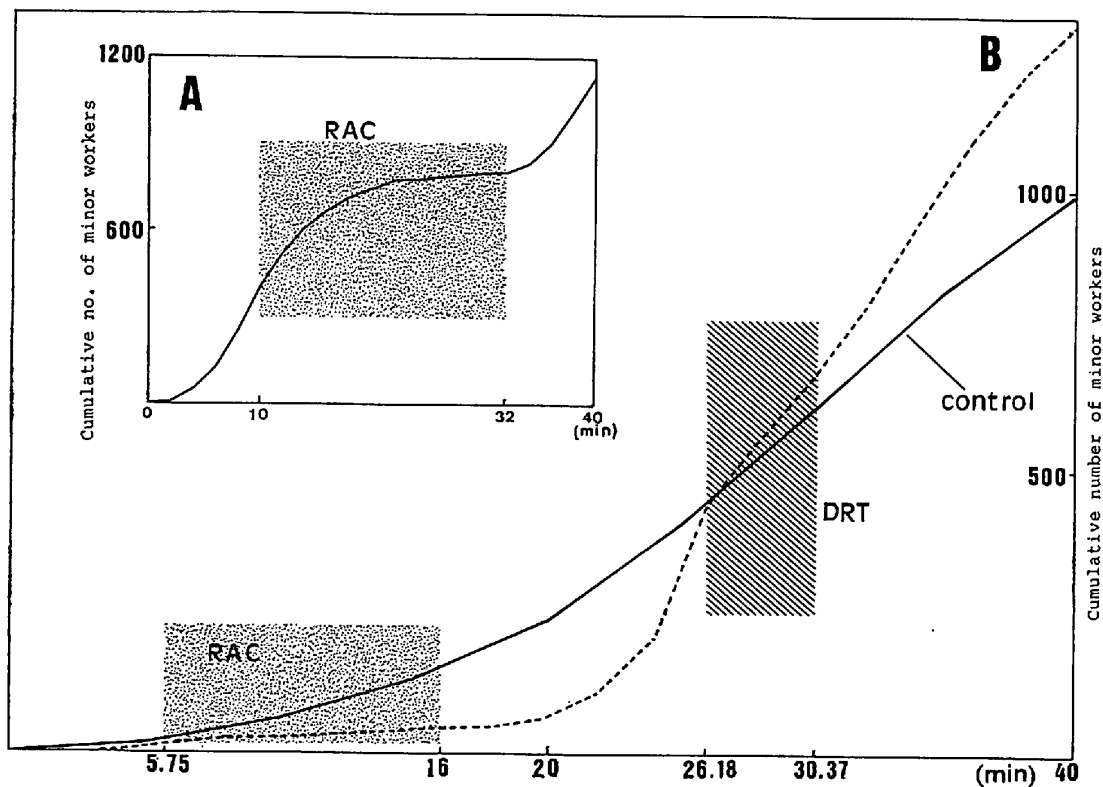 A
RAC
1200
600
Cumulative no. of minor workers
0 10 32 40
(min)
B
1000
500
Cumulative number of minor workers
control
DRT
RAC
5.75 16 20 26.18 30.37 (min) 40